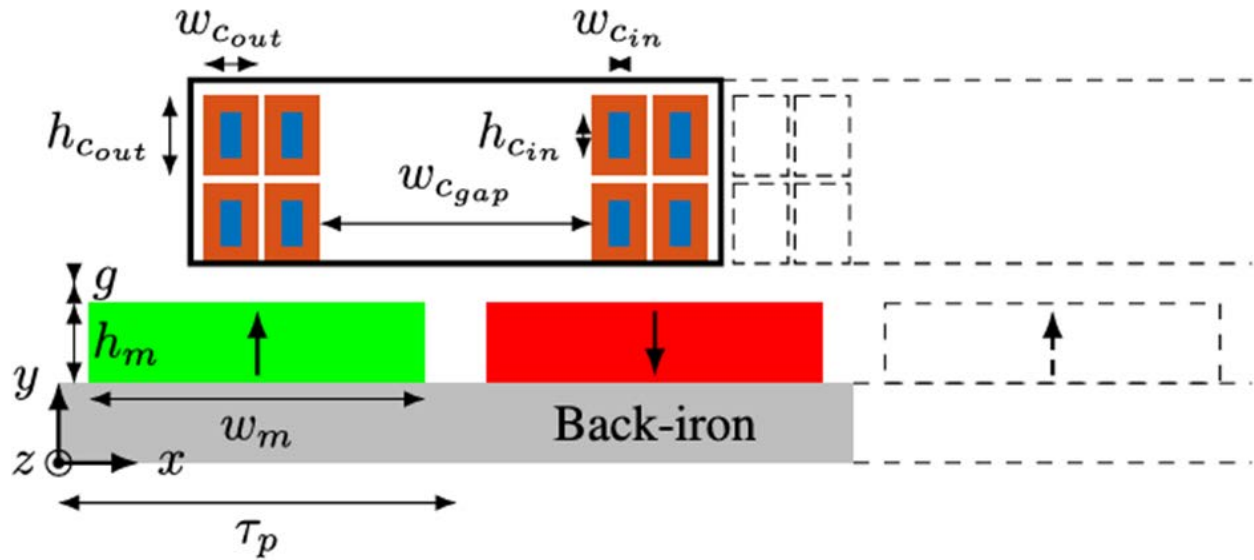 w_{c_{out}} w_{c_{in}}
h_{c_{out}} h_{c_{in}}
w_{c_{gap}}
g
h_m
y
w_m Back-iron
z x
τ_p